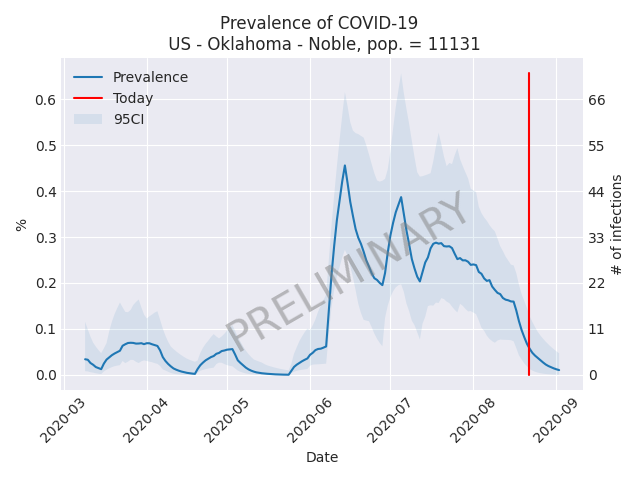 Prevalence of COVID-19
US - Oklahoma - Noble, pop. = 11131
Prevalence
Today
95CI
PRELIMINARY
%
0.6
0.5
0.4
0.3
0.2
0.1
0.0
# of infections
66
55
44
33
22
11
0
2020-03
2020-04
2020-05
2020-06
2020-07
2020-08
2020-09
Date